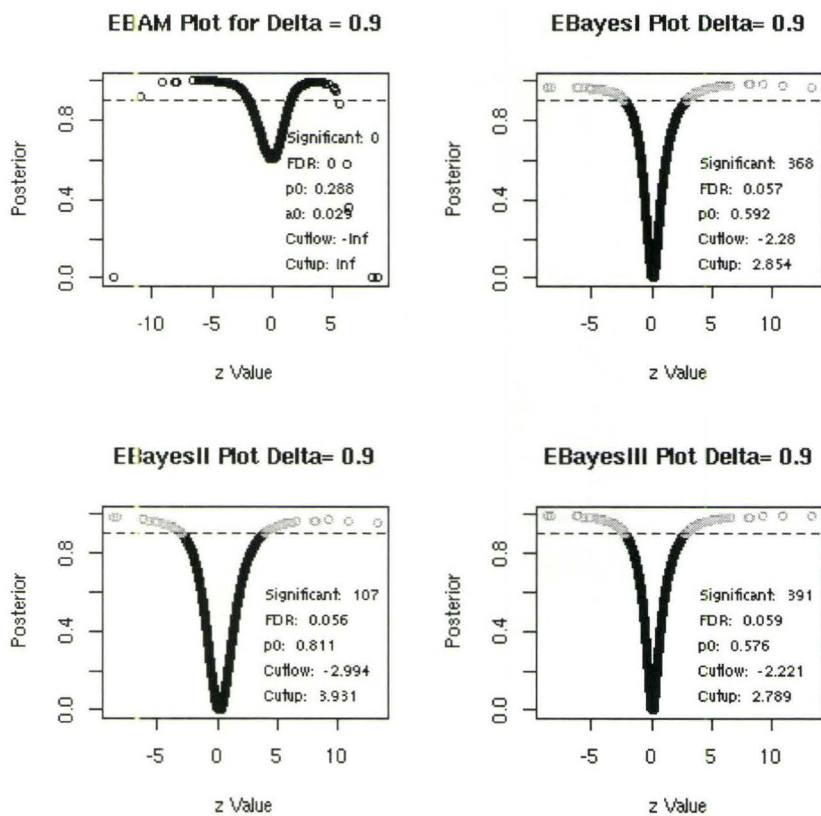 EBAM Plot for Delta = 0.9
Posterior
0.8
0.4
0.0
Significant: 0
FDR: 0
p0: 0.288
a0: 0.029
Cutlow: -Inf
Cutup: Inf
-10 -5 0 5
z Value
EBayesI Plot Delta= 0.9
Posterior
0.8
0.4
0.0
Significant: 368
FDR: 0.057
p0: 0.592
Cutlow: -2.28
Cutup: 2.854
-5 0 5 10
z Value
EBayesII Plot Delta= 0.9
Posterior
0.8
0.4
0.0
Significant: 107
FDR: 0.056
p0: 0.811
Cutlow: -2.994
Cutup: 3.931
-5 0 5 10
z Value
EBayesIII Plot Delta= 0.9
Posterior
0.8
0.4
0.0
Significant: 391
FDR: 0.059
p0: 0.576
Cutlow: -2.221
Cutup: 2.789
-5 0 5 10
z Value